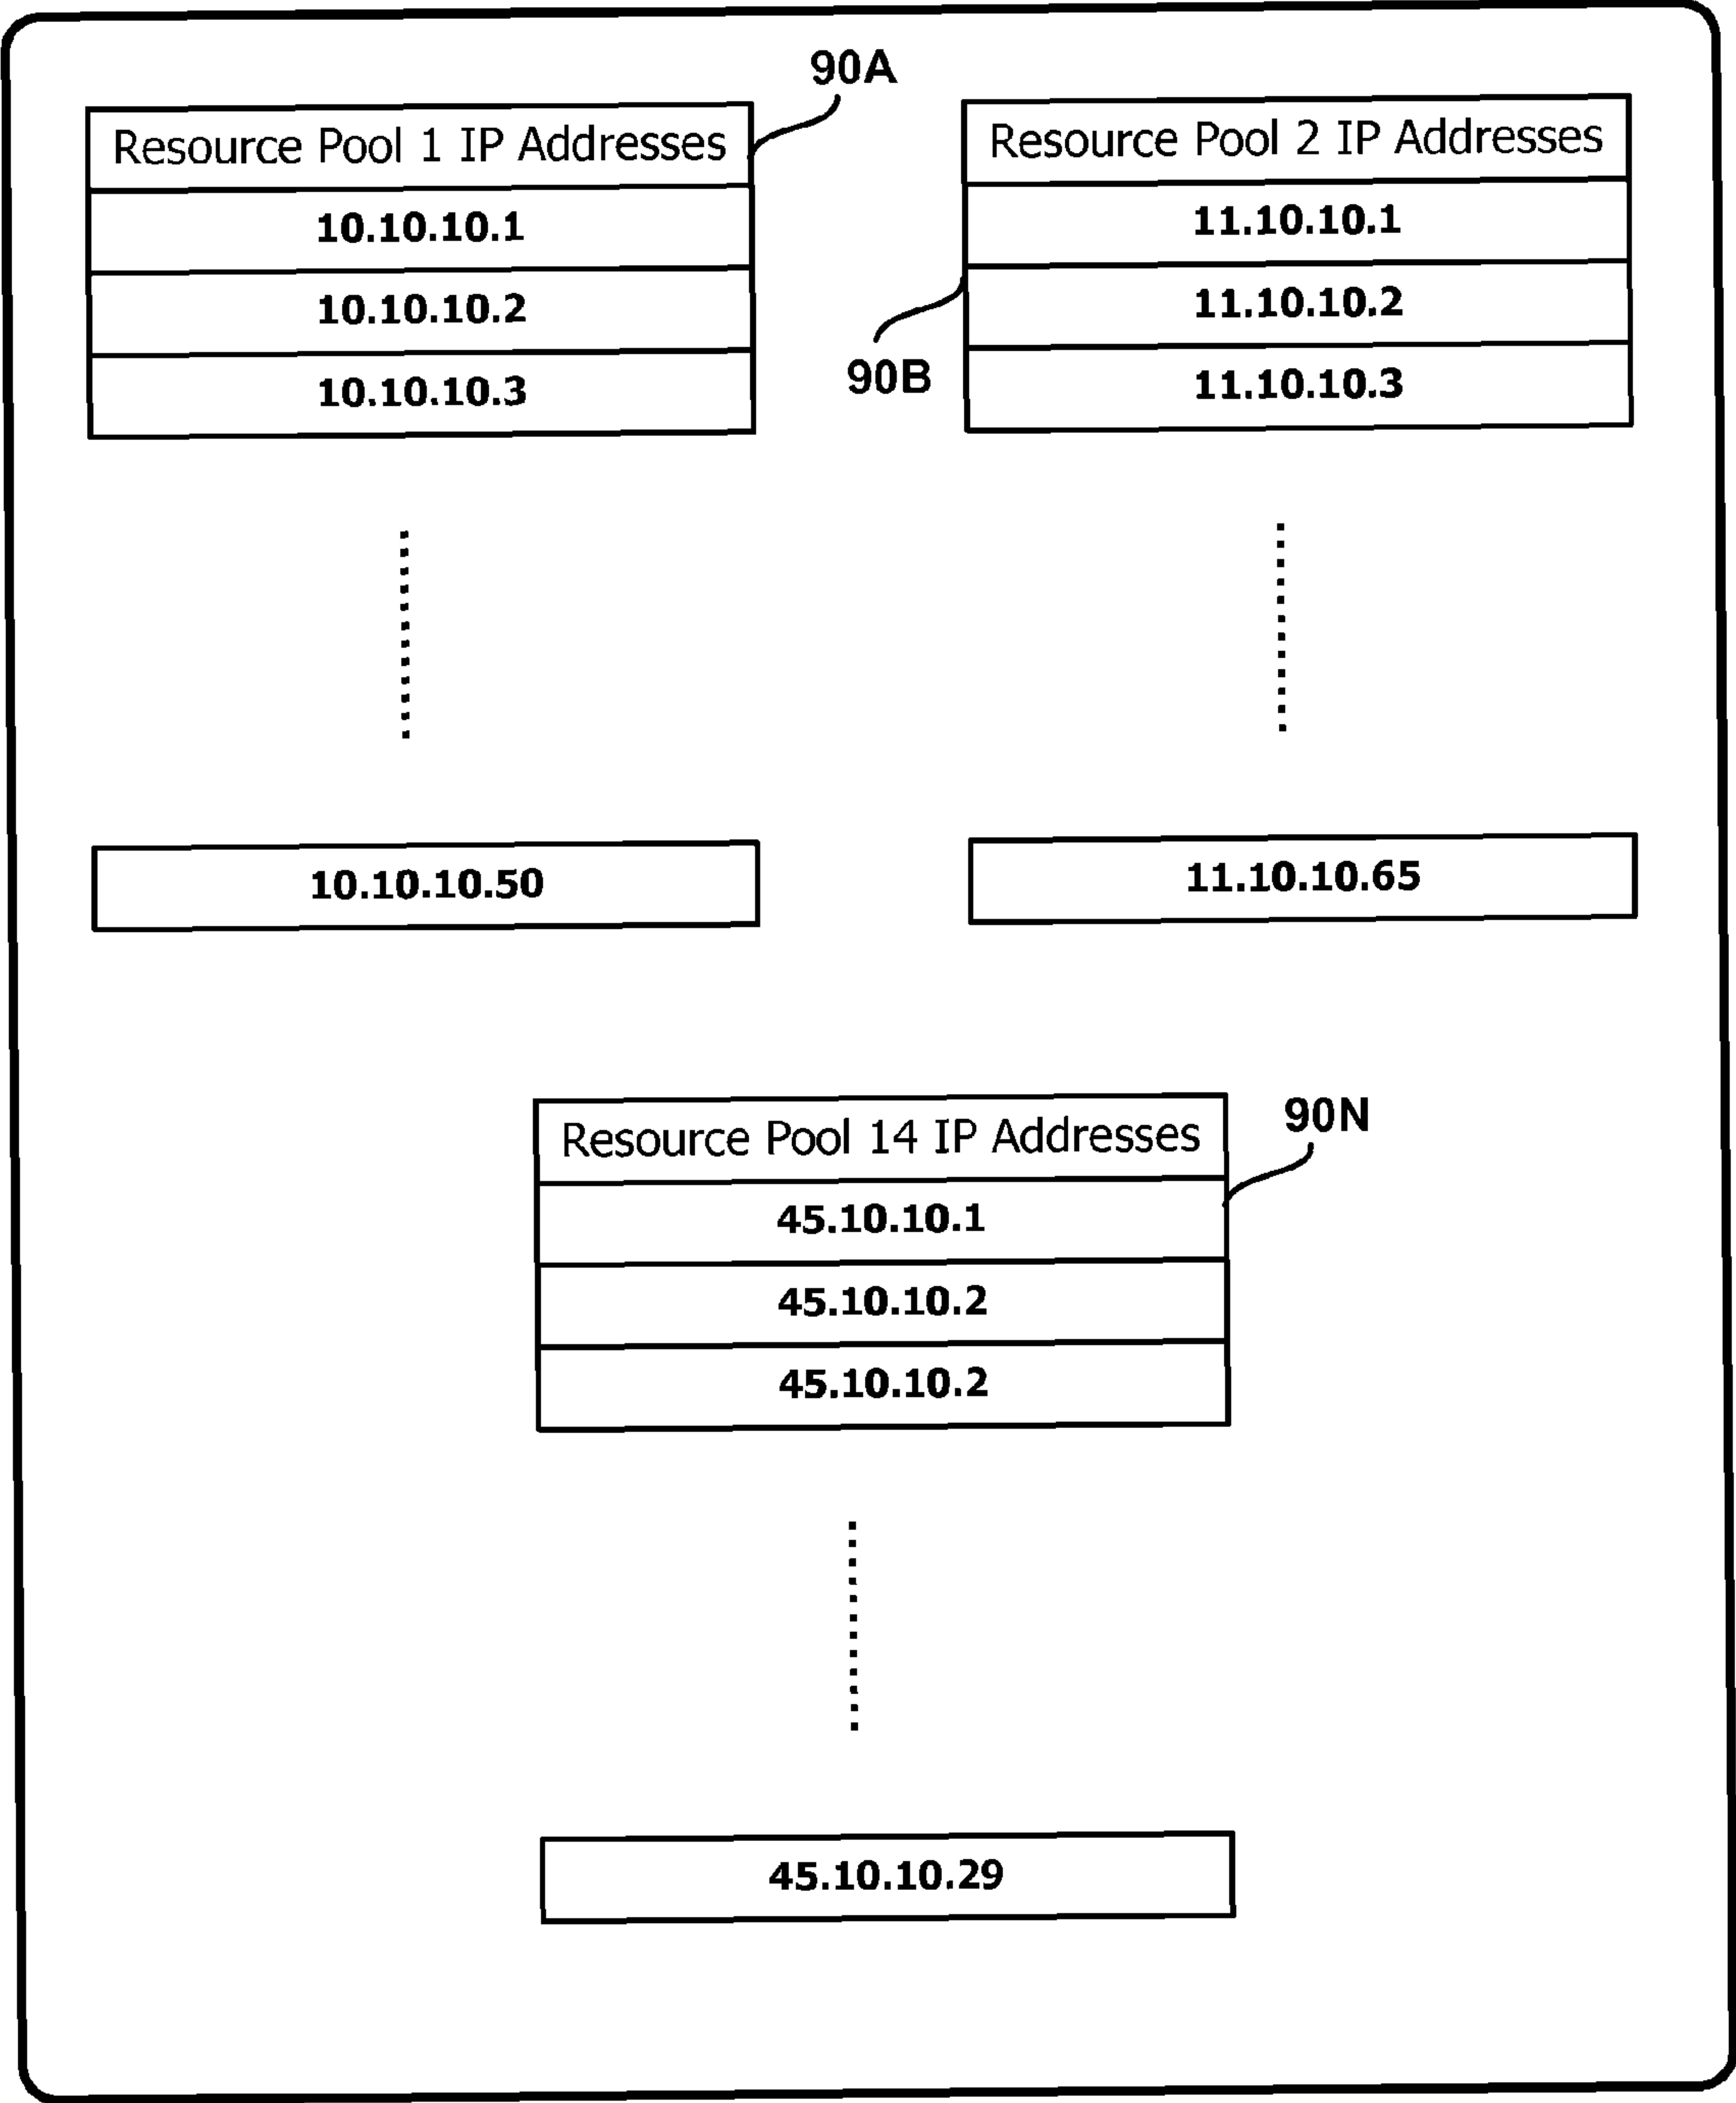 90A
Resource Pool 1 IP Addresses
10.10.10.1
10.10.10.2
10.10.10.3
10.10.10.50
Resource Pool 2 IP Addresses
11.10.10.1
11.10.10.2
11.10.10.3
90B
11.10.10.65
Resource Pool 14 IP Addresses
90N
45.10.10.1
45.10.10.2
45.10.10.2
45.10.10.29